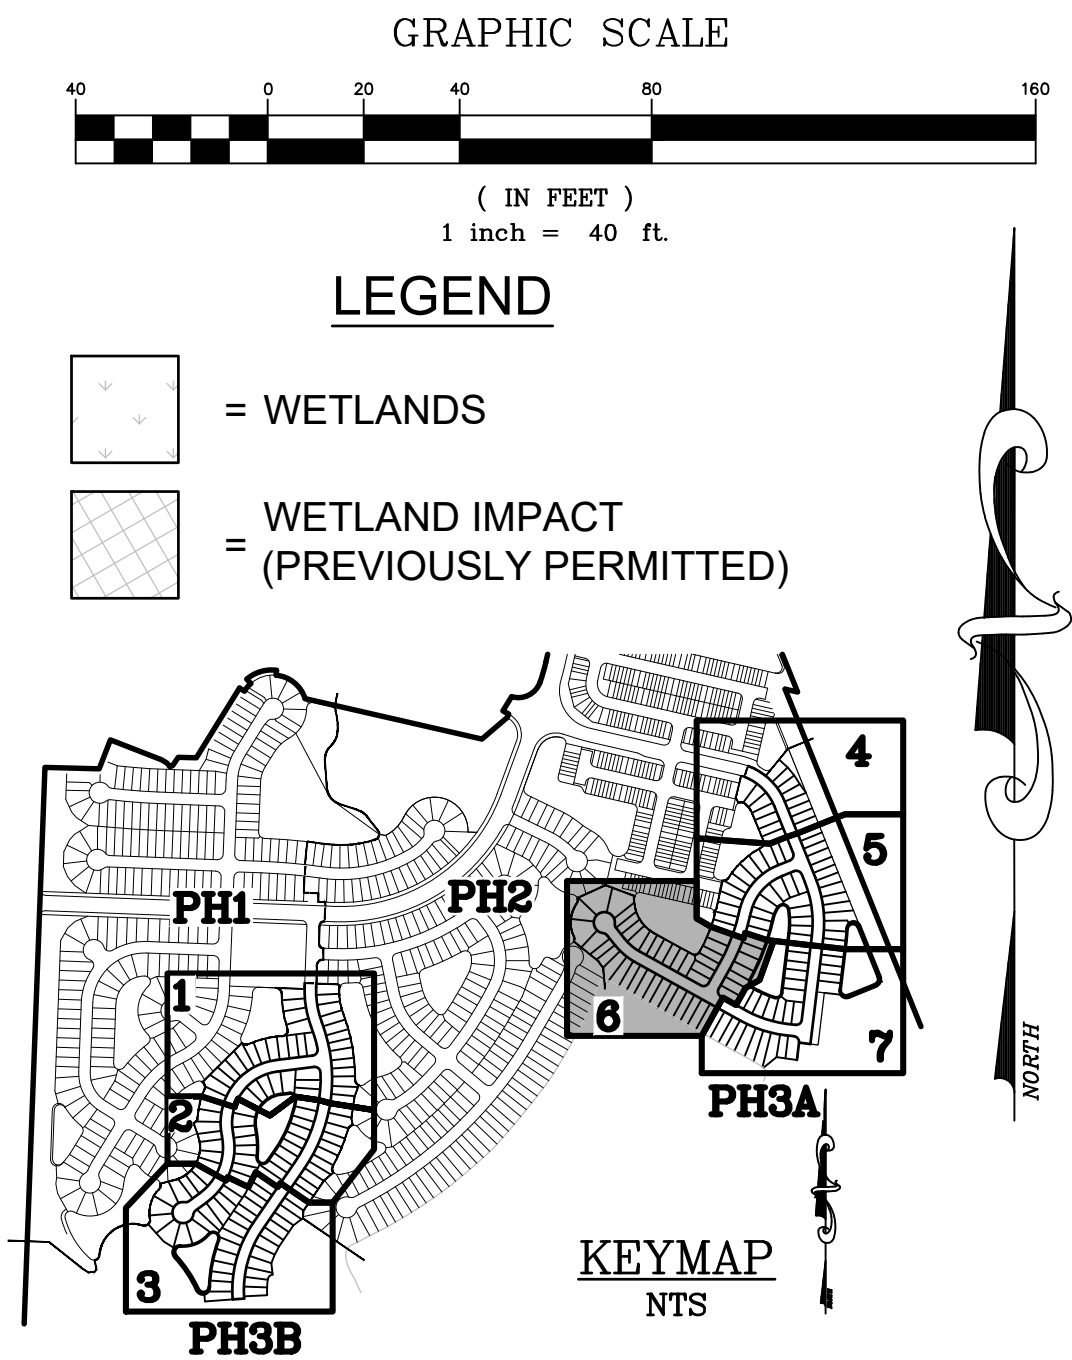 GRAPHIC SCALE
40 0 20 40 80 160
( IN FEET )
1 inch = 40 ft.
LEGEND
= WETLANDS
= WETLAND IMPACT
(PREVIOUSLY PERMITTED)
4
5
PH1
PH2
1
6
7
NORTH
PH3A
2
3
KEYMAP
NTS
NORTH
PH3B